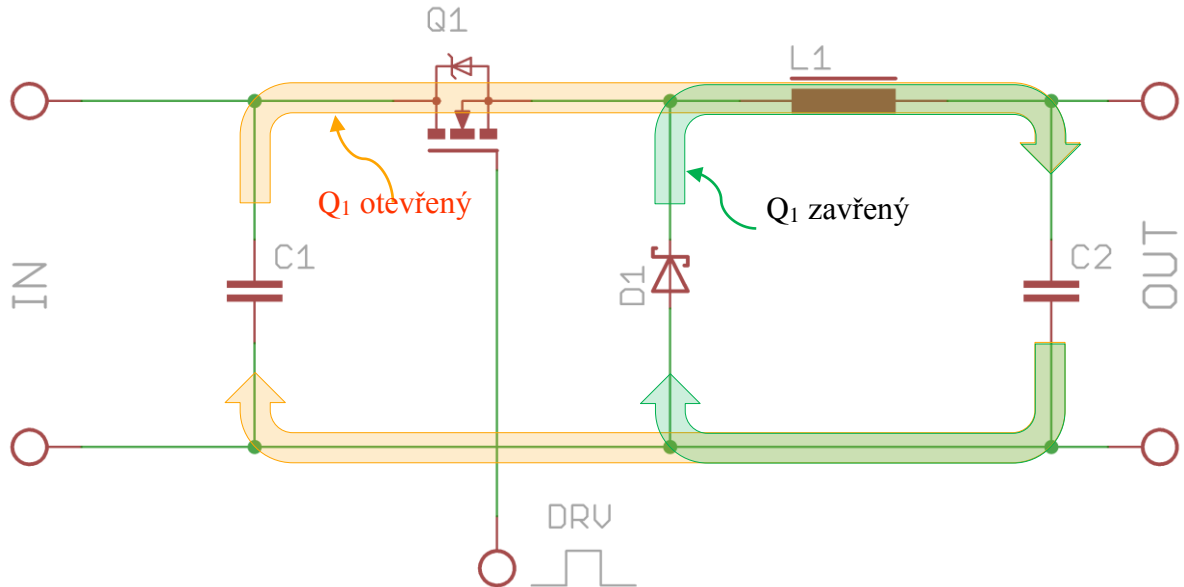 Q1
L1
Q₁ otevřený
Q₁ zavřený
IN
C1
D1
C2
OUT
DRV